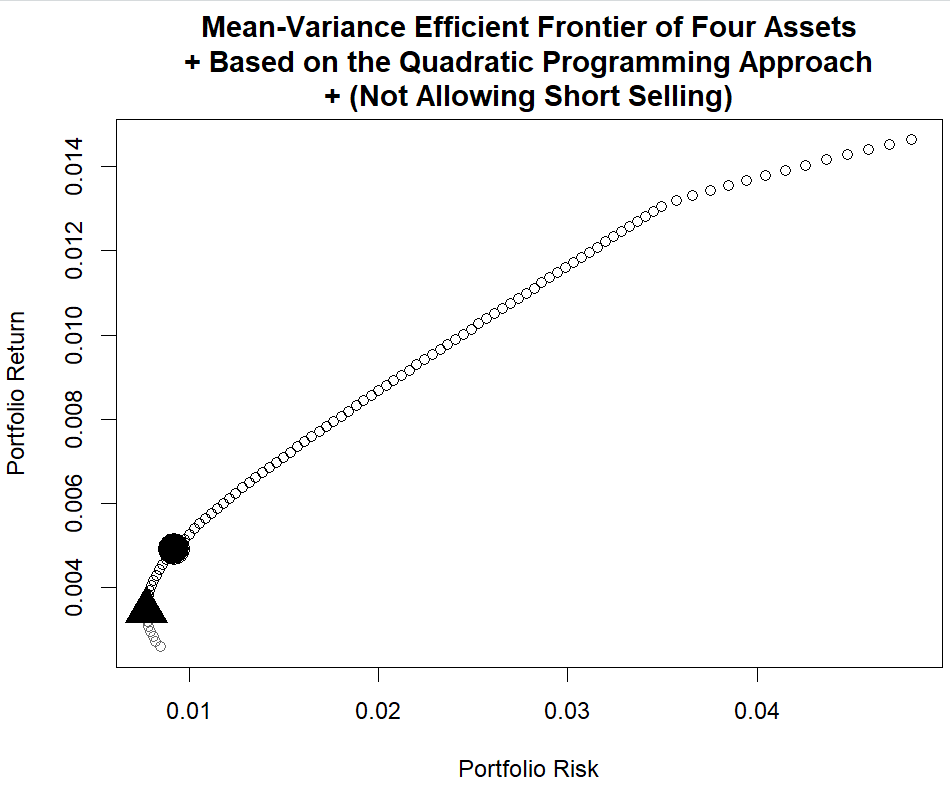 Mean-Variance Efficient Frontier of Four Assets
+ Based on the Quadratic Programming Approach
+ (Not Allowing Short Selling)
Portfolio Return
0.014
0.012
0.010
0.008
0.006
0.004
0.01 0.02 0.03 0.04
Portfolio Risk